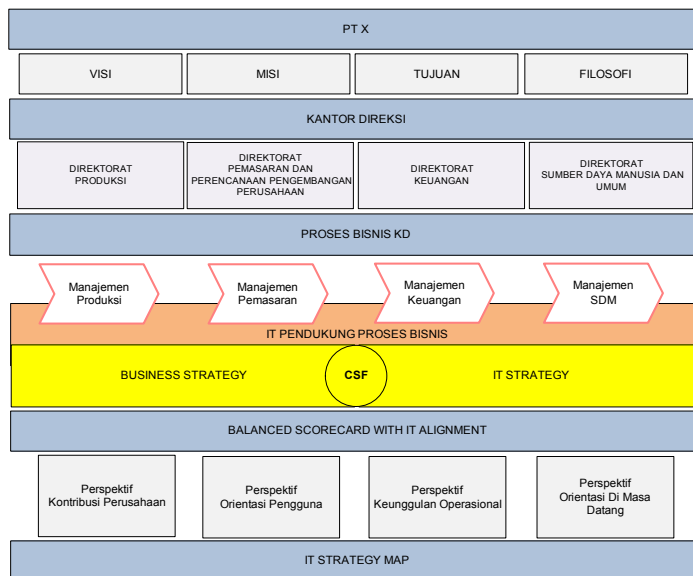 PT X
VISI
MISI
TUJUAN
FILOSOFI
KANTOR DIREKSI
DIREKTORAT
PRODUKSI
DIREKTORAT
PEMASARAN DAN
PERENCANAAN PENGEMBANGAN
PERUSAHAAN
DIREKTORAT
KEUANGAN
DIREKTORAT
SUMBER DAYA MANUSIA DAN
UMUM
PROSES BISNIS KD
Manajemen
Produksi
Manajemen
Pemasaran
Manajemen
Keuangan
Manajemen
SDM
IT PENDUKUNG PROSES BISNIS
BUSINESS STRATEGY
CSF
IT STRATEGY
BALANCED SCORECARD WITH IT ALIGNMENT
Perspektif
Kontribusi Perusahaan
Perspektif
Orientasi Pengguna
Perspektif
Keunggulan Operasional
Perspektif
Orientasi Di Masa
Datang
IT STRATEGY MAP